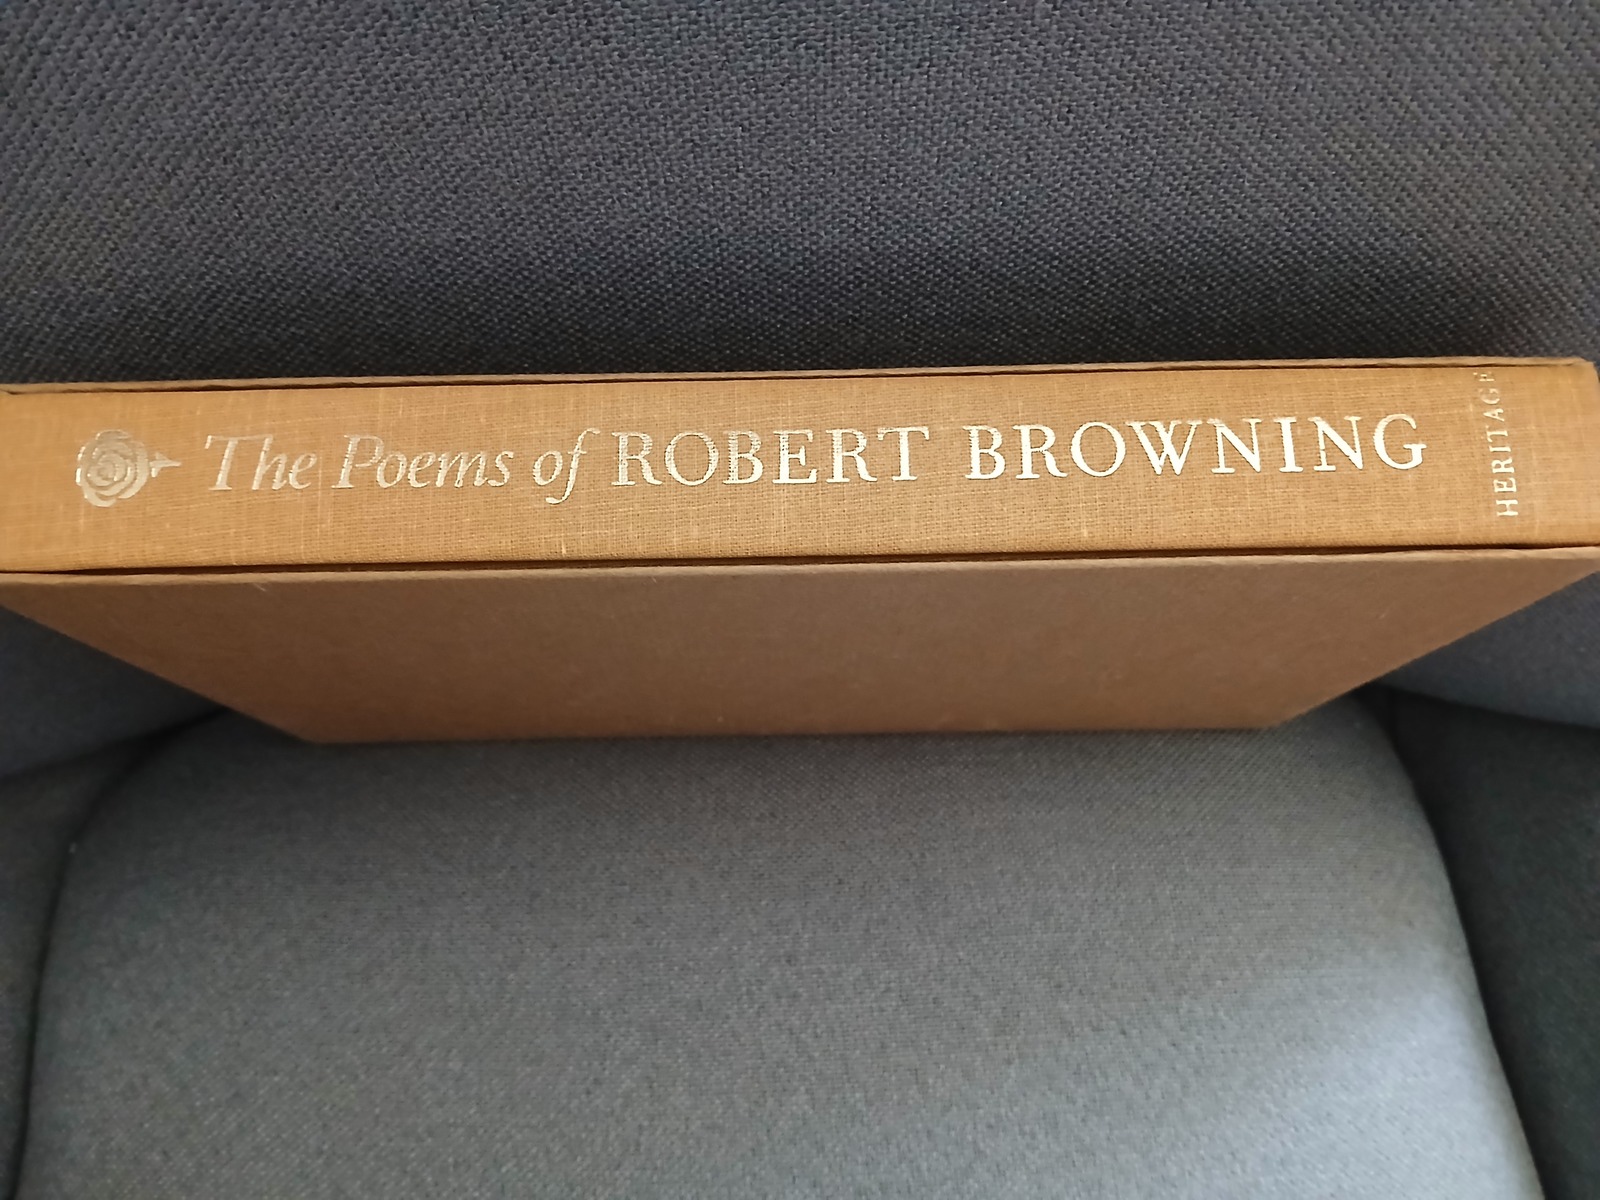 The Poems of ROBERT BROWNING
HERITAGE